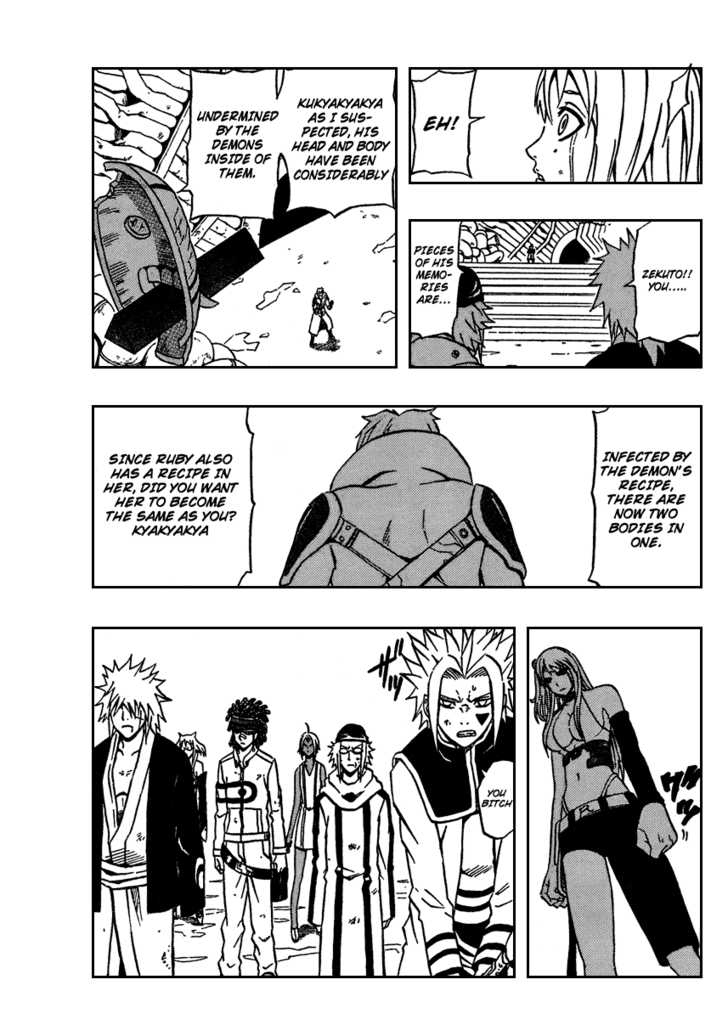 EH!
ZEKUTO!!
YOU.....
PIECES
OF HIS
MEMO-
RIES
ARE...
KUKYAKYAKYA
AS I SUS-
PECTED, HIS
HEAD AND BODY
HAVE BEEN
CONSIDERABLY
UNDERMINED
BY THE
DEMONS
INSIDE OF
THEM.
INFECTED BY
THE DEMON'S
RECIPE,
THERE ARE
NOW TWO
BODIES IN
ONE.
SINCE RUBY ALSO
HAS A RECIPE IN
HER, DID YOU WANT
HER TO BECOME
THE SAME AS YOU?
KYAKYAKYA
YOU
BITCH